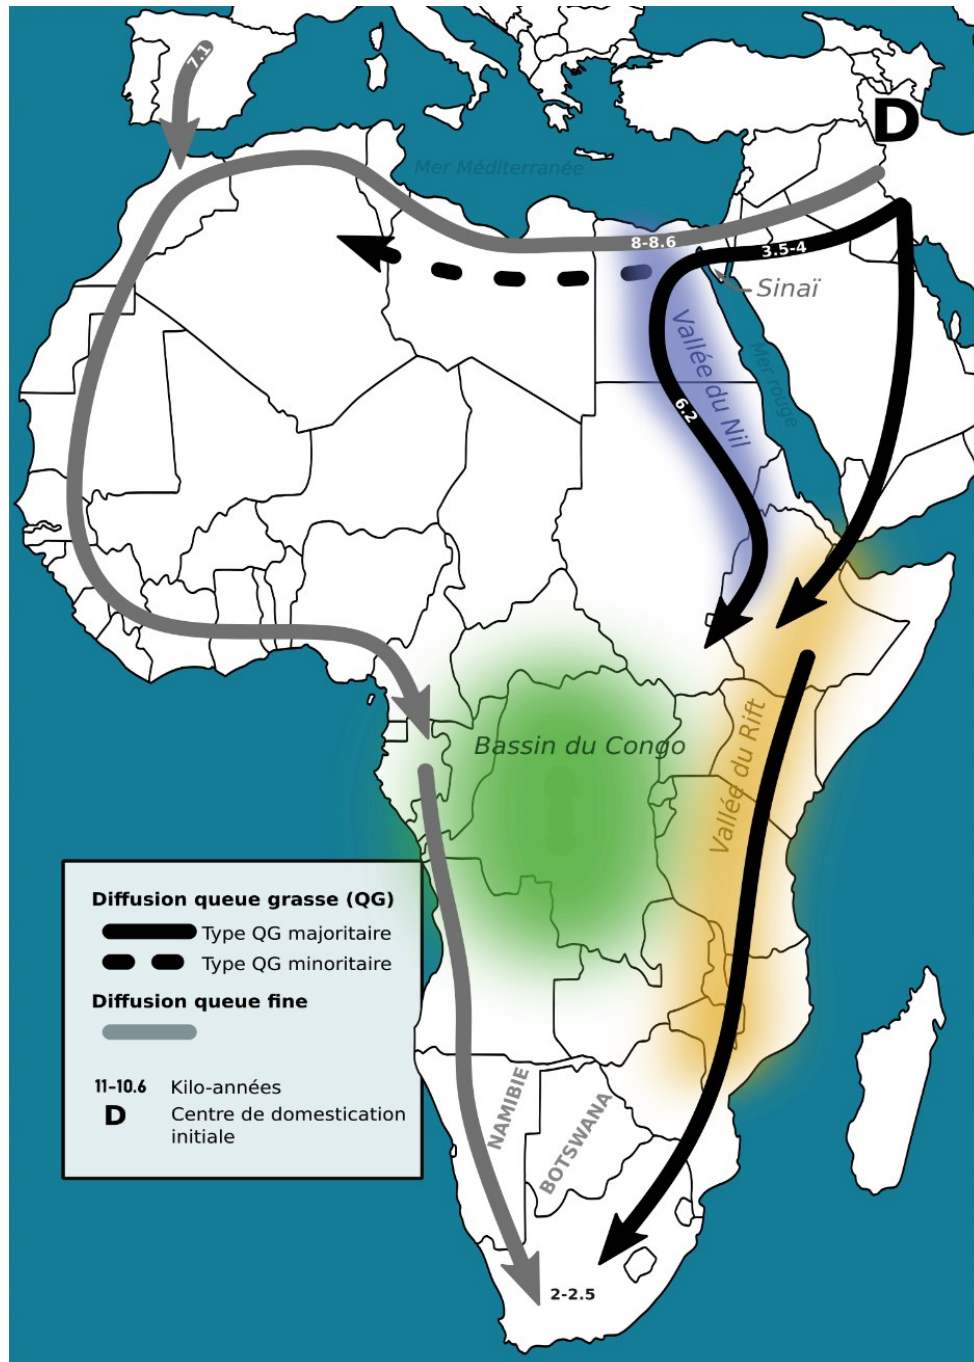 7.1
D
Mer Méditerranée
8-8.6
3.5-4
Sinaï
Vallée du Nil
Mer rouge
6.2
Bassin du Congo
Vallée du Rift
Diffusion queue grasse (QG)
Type QG majoritaire
Type QG minoritaire
Diffusion queue fine
11-10.6 Kilo-années
D Centre de domestication
initiale
NAMIBIE
BOTSWANA
2-2.5